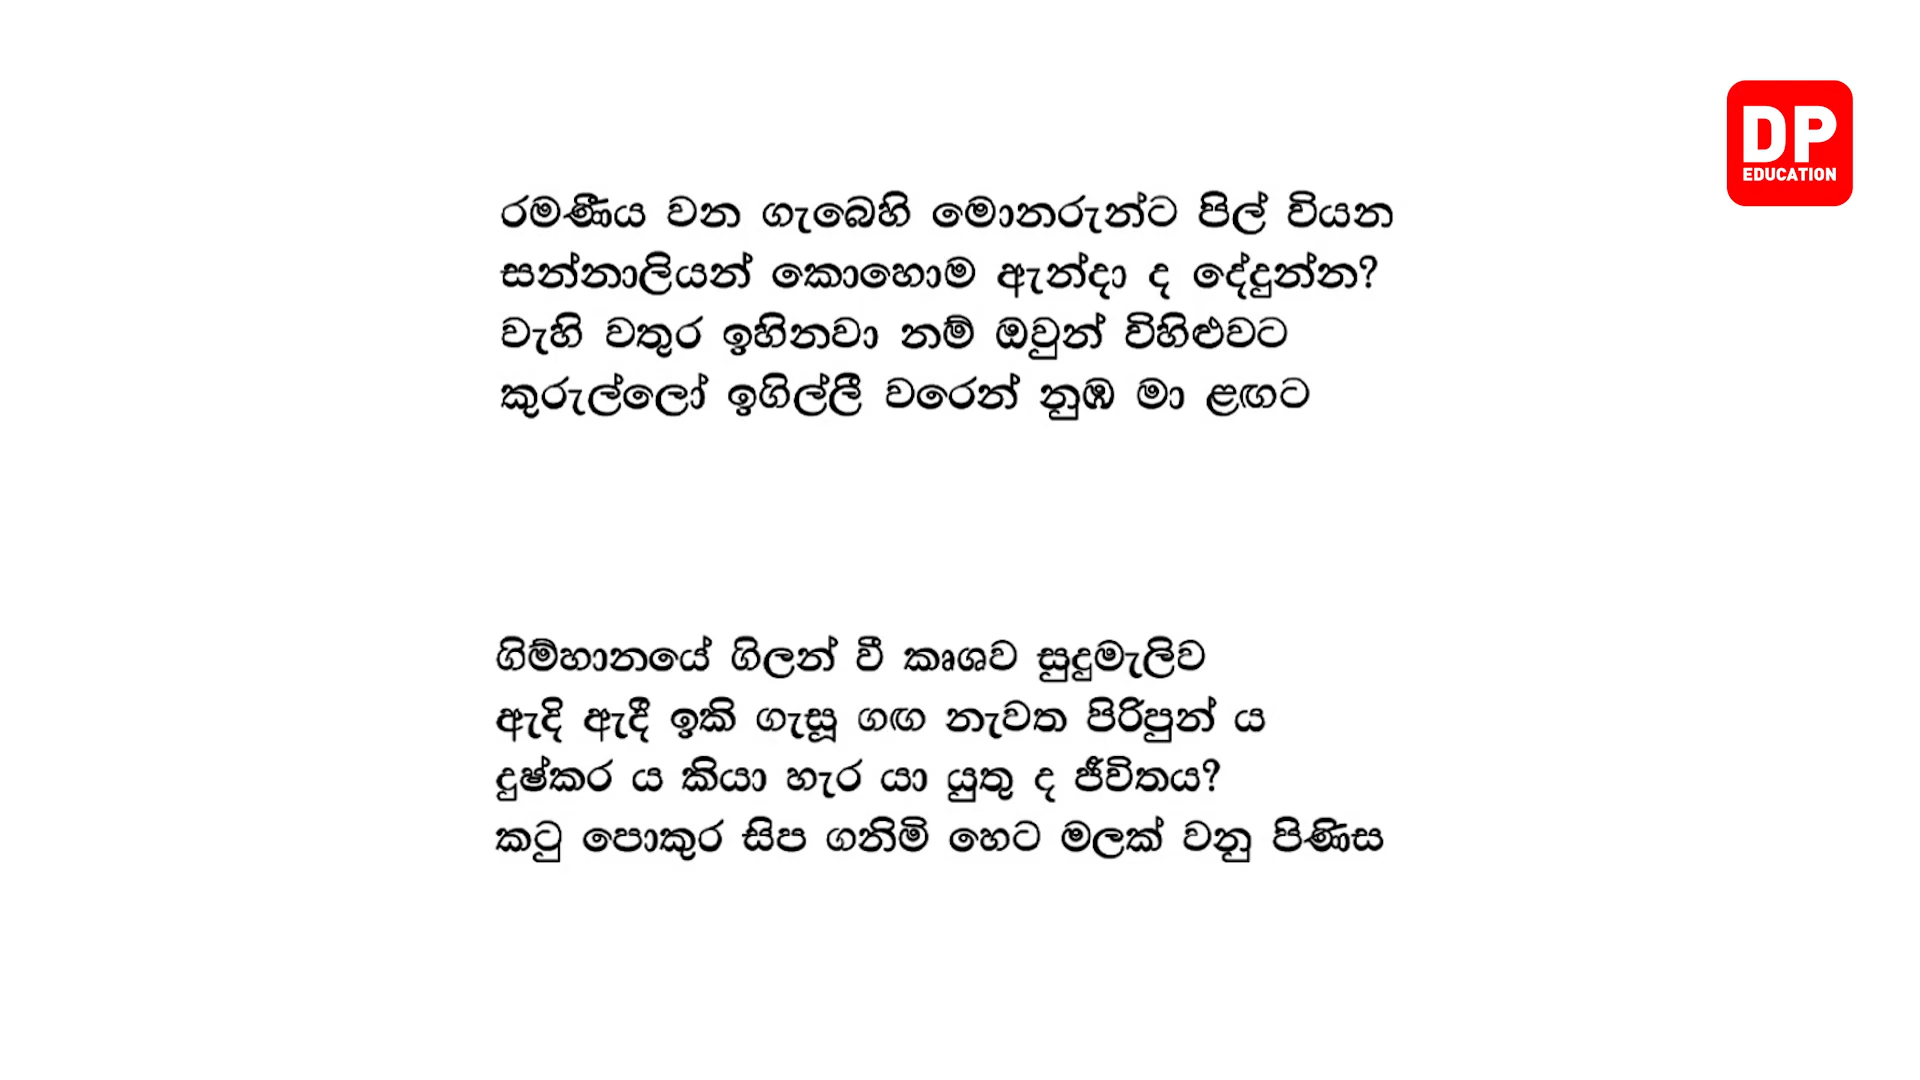 DP
EDUCATION
රමණීය වන ගැබෙහි මොනරුන්ට පිල් වියන
සන්නාලියන් කොහොම ඇන්දා ද දේදුන්න?
වැහි වතුර ඉහිනවා නම් ඔවුන් විහිළුවට
කුරුල්ලෝ ඉගිල්ලී වරෙන් නුඹ මා ළඟට
ගිම්හානයේ ගිලන් වී කෘශව සුදුමැලිව
ඇදි ඇදී ඉකි ගැසූ ගඟ නැවත පිරිපුන් ය
දුෂ්කර ය කියා හැර යා යුතු ද ජීවිතය?
කටු පොකුර සිප ගනිමි හෙට මලක් වනු පිණිස